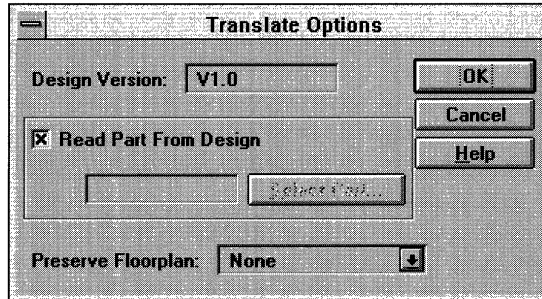 Translate Options
Design Version: V1.0
OK
Cancel
Read Part From Design
Help
Select Part...
Preserve Floorplan: None